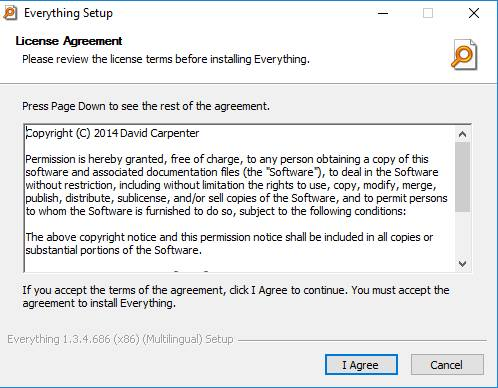 Everything Setup
License Agreement
Please review the license terms before installing Everything.
Press Page Down to see the rest of the agreement.
Copyright (C) 2014 David Carpenter
Permission is hereby granted, free of charge, to any person obtaining a copy of this
software and associated documentation files (the "Software"), to deal in the Software
without restriction, including without limitation the rights to use, copy, modify, merge,
publish, distribute, sublicense, and/or sell copies of the Software, and to permit persons
to whom the Software is furnished to do so, subject to the following conditions:
The above copyright notice and this permission notice shall be included in all copies or
substantial portions of the Software.
If you accept the terms of the agreement, click I Agree to continue. You must accept the
agreement to install Everything.
Everything 1.3.4.686 (x86) (Multilingual) Setup
I Agree
Cancel